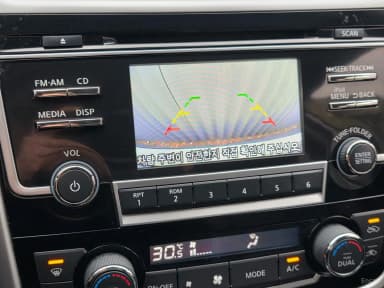 SCAN
FM·AM
CD
MEDIA
DISP
SEEK/TRACK
MENU
BACK
TUNE·FOLDER
ENTER
SETTING
VOL
차량 주변이 안전한지 직접 확인해 주십시오
RPT
1
RDM
2
3
4
5
6
30.5
MODE
A/C
DUAL